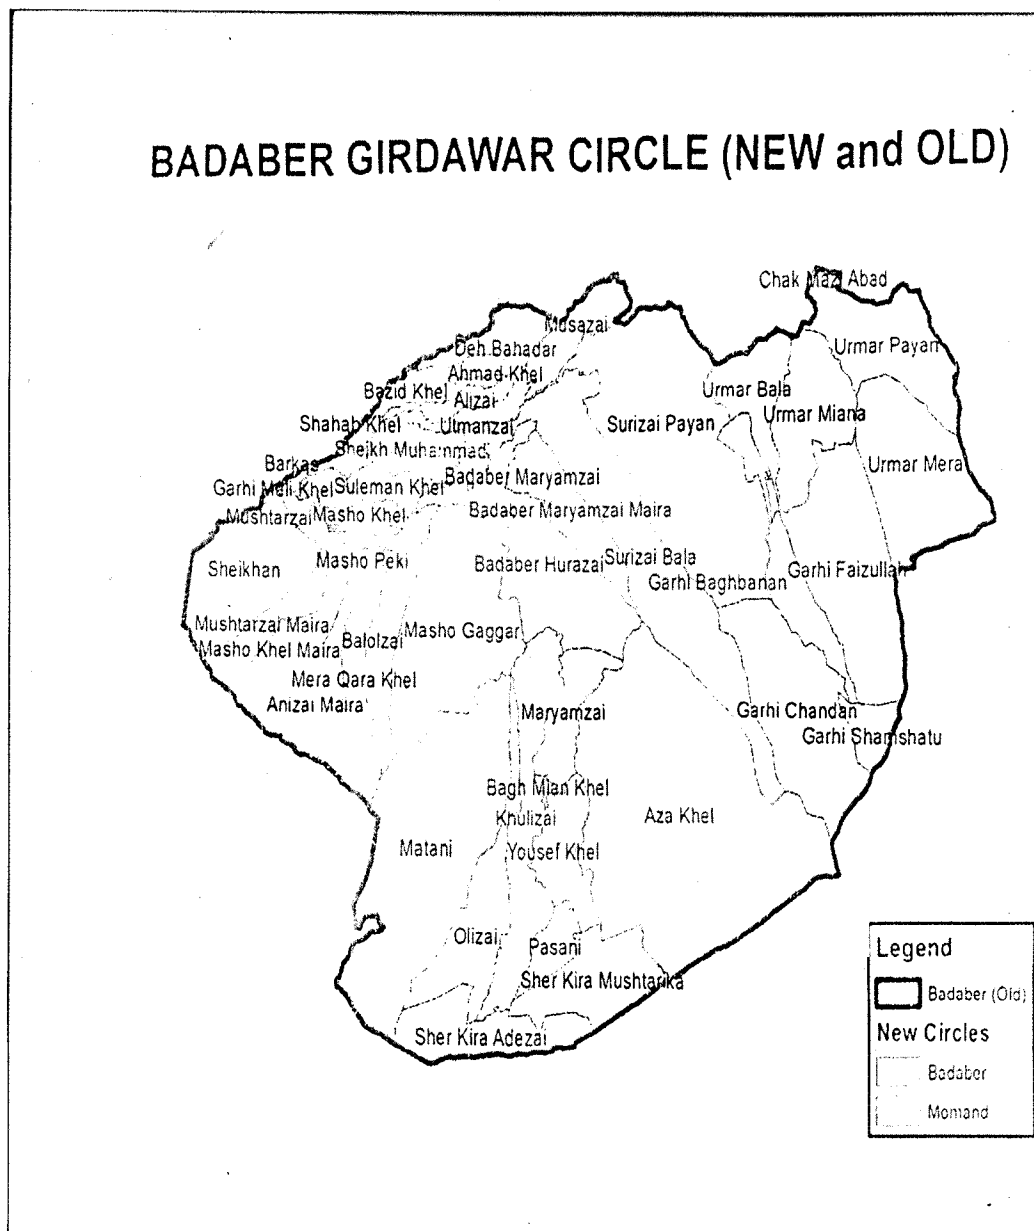 BADABER GIRDAWAR CIRCLE (NEW and OLD)
Chak Mazi Abad
Musazai
Urmar Payan
Deh Bahadar
Ahmad Khel
Bazid Khel
Urmar Bala
Alizai
Urmar Miana
Shahab Khel
Utmanzai
Surizai Payan
Sheikh Muhammadi
Barkas
Urmar Mera
Badaber Maryamzai
Garhi Mali Khel
Suleman Khel
Mushtarzai
Masho Khel
Badaber Maryamzai Maira
Sheikhan
Masho Peki
Badaber Hurazai
Surizai Bala
Garhi Baghbanan
Garhi Faizullah
Mushtarzai Maira
Masho Gaggar
Masho Khel Maira
Balolzai
Mera Qara Khel
Anizai Maira
Maryamzai
Garhi Chandan
Garhi Shamshatu
Bagh Mian Khel
Khulizai
Aza Khel
Matani
Yousef Khel
Olizai
Pasani
Sher Kira Mushtarika
Sher Kira Adezai
Legend
Badaber (Old)
New Circles
Badaber
Momand